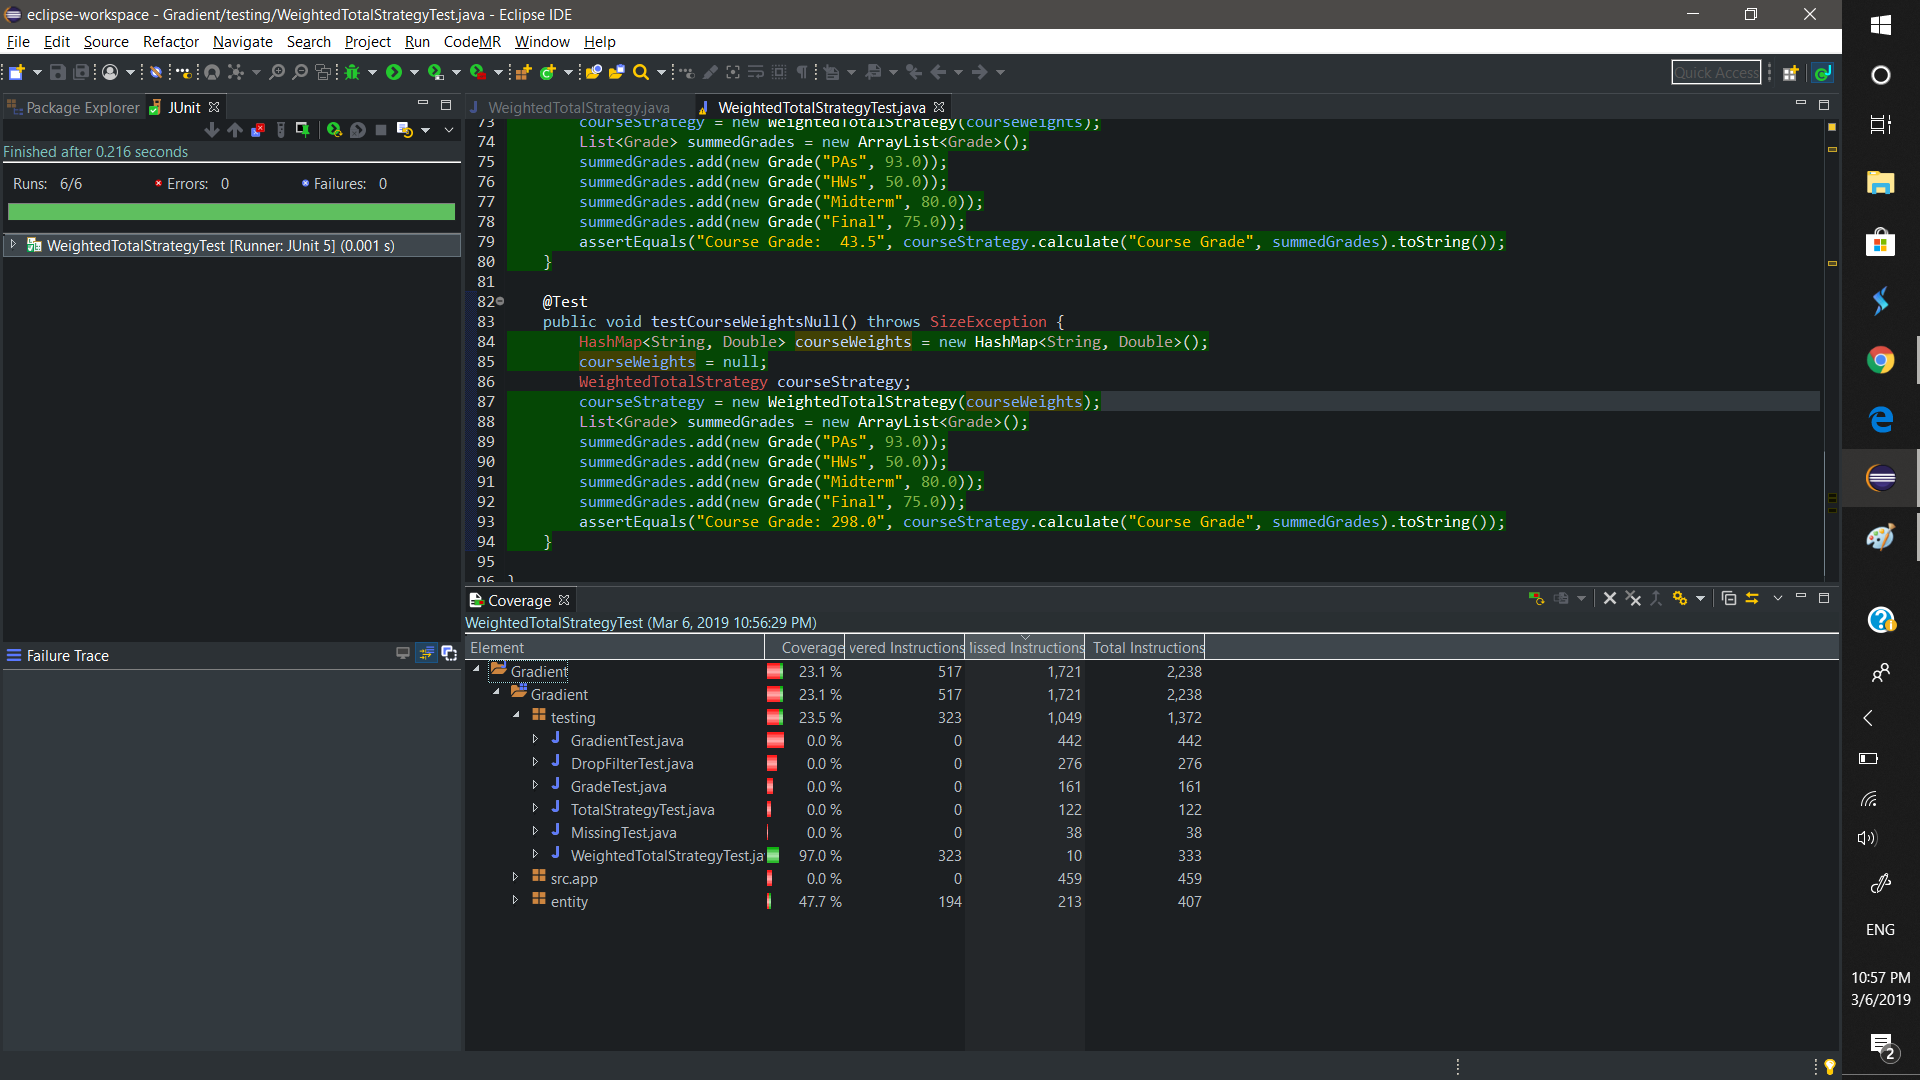 eclipse-workspace - Gradient/testing/WeightedTotalStrategyTest.java - Eclipse IDE
File Edit Source Refactor Navigate Search Project Run CodeMR Window Help
Quick Access
Package Explorer JUnit
Finished after 0.216 seconds
Runs: 6/6 Errors: 0 Failures: 0
WeightedTotalStrategyTest [Runner: JUnit 5] (0.001 s)
Failure Trace
WeightedTotalStrategy.java WeightedTotalStrategyTest.java
73 courseStrategy = new WeightedTotalStrategy(courseWeights);
74 List<Grade> summedGrades = new ArrayList<Grade>();
75 summedGrades.add(new Grade("PAs", 93.0));
76 summedGrades.add(new Grade("HWs", 50.0));
77 summedGrades.add(new Grade("Midterm", 80.0));
78 summedGrades.add(new Grade("Final", 75.0));
79 assertEquals("Course Grade:  43.5", courseStrategy.calculate("Course Grade", summedGrades).toString());
80 }
81
82 @Test
83 public void testCourseWeightsNull() throws SizeException {
84 HashMap<String, Double> courseWeights = new HashMap<String, Double>();
85 courseWeights = null;
86 WeightedTotalStrategy courseStrategy;
87 courseStrategy = new WeightedTotalStrategy(courseWeights);
88 List<Grade> summedGrades = new ArrayList<Grade>();
89 summedGrades.add(new Grade("PAs", 93.0));
90 summedGrades.add(new Grade("HWs", 50.0));
91 summedGrades.add(new Grade("Midterm", 80.0));
92 summedGrades.add(new Grade("Final", 75.0));
93 assertEquals("Course Grade: 298.0", courseStrategy.calculate("Course Grade", summedGrades).toString());
94 }
95
96 }
Coverage
WeightedTotalStrategyTest (Mar 6, 2019 10:56:29 PM)
Element Coverage vered Instructions lissed Instructions Total Instructions
Gradient 23.1 % 517 1,721 2,238
Gradient 23.1 % 517 1,721 2,238
testing 23.5 % 323 1,049 1,372
GradientTest.java 0.0 % 0 442 442
DropFilterTest.java 0.0 % 0 276 276
GradeTest.java 0.0 % 0 161 161
TotalStrategyTest.java 0.0 % 0 122 122
MissingTest.java 0.0 % 0 38 38
WeightedTotalStrategyTest.ja 97.0 % 323 10 333
src.app 0.0 % 0 459 459
entity 47.7 % 194 213 407
ENG
10:57 PM
3/6/2019
2